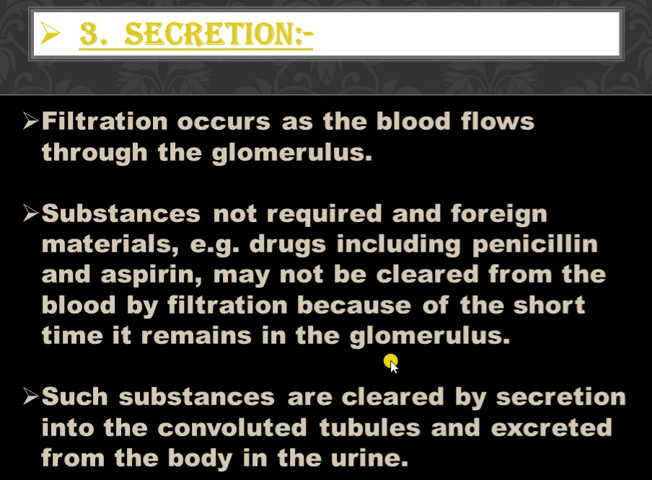 ➢ 3. SECRETION:-
➢Filtration occurs as the blood flows
through the glomerulus.
➢Substances not required and foreign
materials, e.g. drugs including penicillin
and aspirin, may not be cleared from the
blood by filtration because of the short
time it remains in the glomerulus.
➢Such substances are cleared by secretion
into the convoluted tubules and excreted
from the body in the urine.